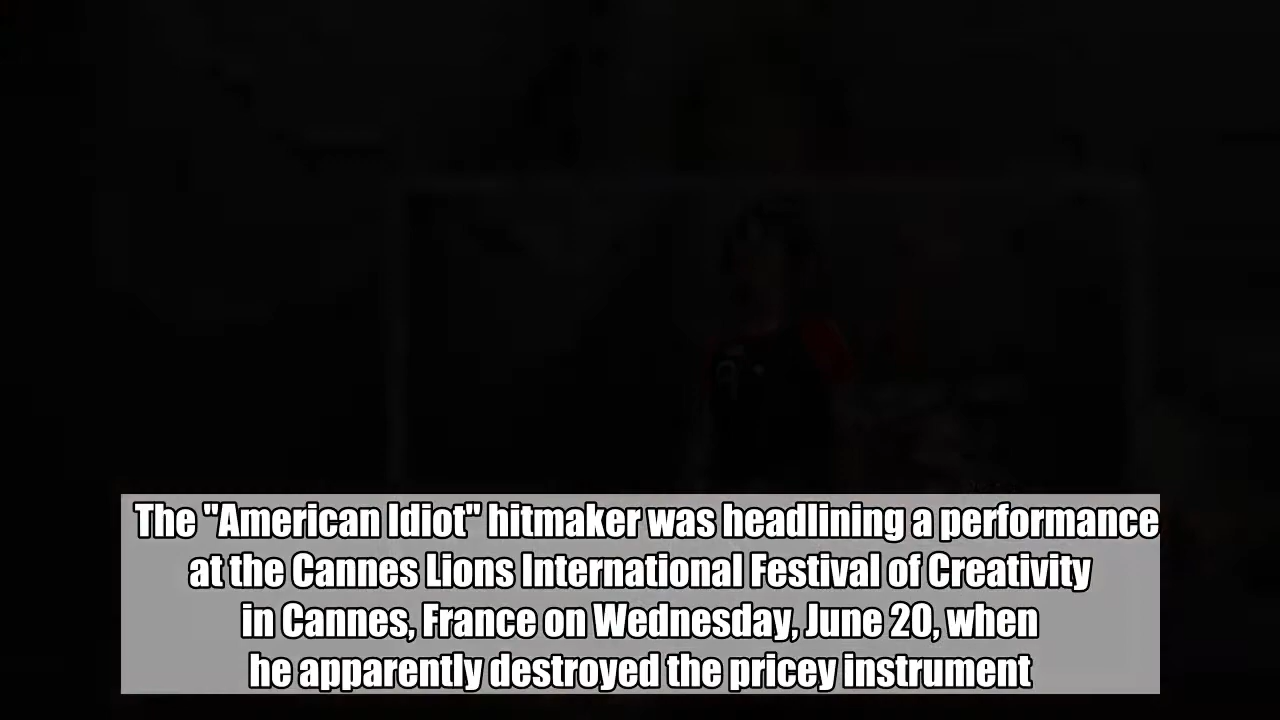 The "American Idiot" hitmaker was headlining a performance
at the Cannes Lions International Festival of Creativity
in Cannes, France on Wednesday, June 20, when
he apparently destroyed the pricey instrument